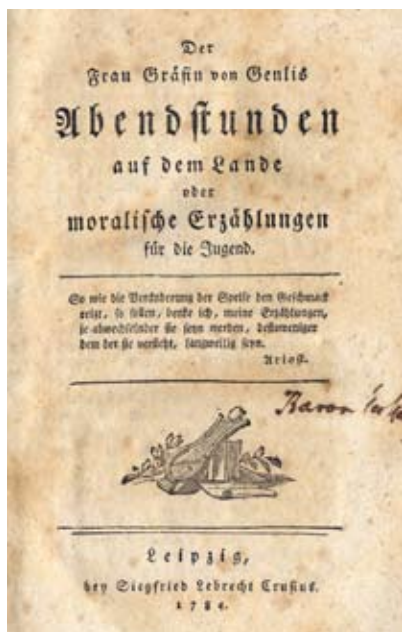 Der
Frau Gräfin von Genlis
Abendſtunden
auf dem Lande
oder
moraliſche Erzählungen
für die Jugend.
So wie die Veränderung der Speiſe den Geſchmack
reizt, ſo ſollen, denke ich, meine Erzählungen,
je abwechſelnder ſie ſeyn werden, deſtoweniger
dem der ſie verſteht, langweilig ſeyn.
Arioſt.
Baron
Leipzig,
bey Siegfried Lebrecht Cruſius.
1784.